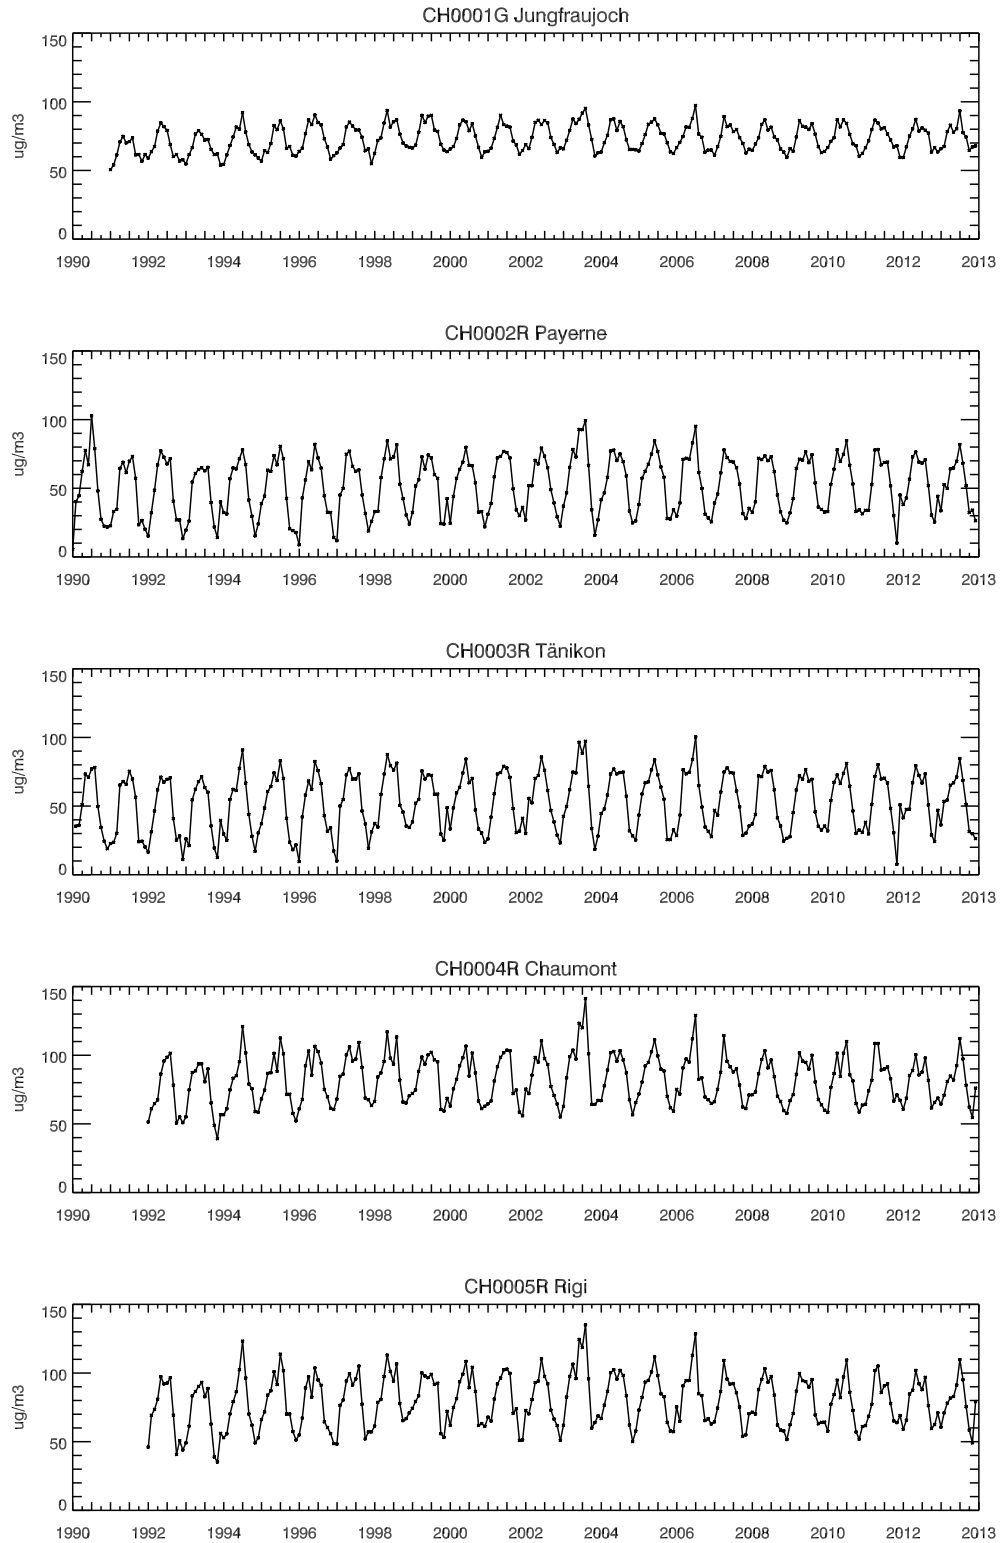 CH0001G Jungfraujoch
150
100
50
0
ug/m3
1990 1992 1994 1996 1998 2000 2002 2004 2006 2008 2010 2012 2013
CH0002R Payerne
150
100
50
0
ug/m3
1990 1992 1994 1996 1998 2000 2002 2004 2006 2008 2010 2012 2013
CH0003R Tänikon
150
100
50
0
ug/m3
1990 1992 1994 1996 1998 2000 2002 2004 2006 2008 2010 2012 2013
CH0004R Chaumont
150
100
50
0
ug/m3
1990 1992 1994 1996 1998 2000 2002 2004 2006 2008 2010 2012 2013
CH0005R Rigi
150
100
50
0
ug/m3
1990 1992 1994 1996 1998 2000 2002 2004 2006 2008 2010 2012 2013